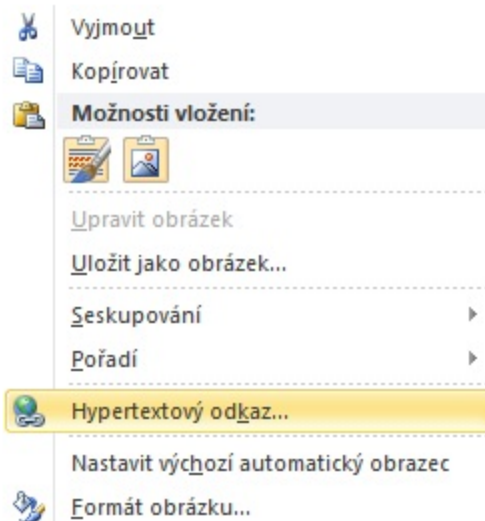 Vyjmout
Kopírovat
Možnosti vložení:
Upravit obrázek
Uložit jako obrázek...
Seskupování
Pořadí
Hypertextový odkaz...
Nastavit výchozí automatický obrazec
Formát obrázku...